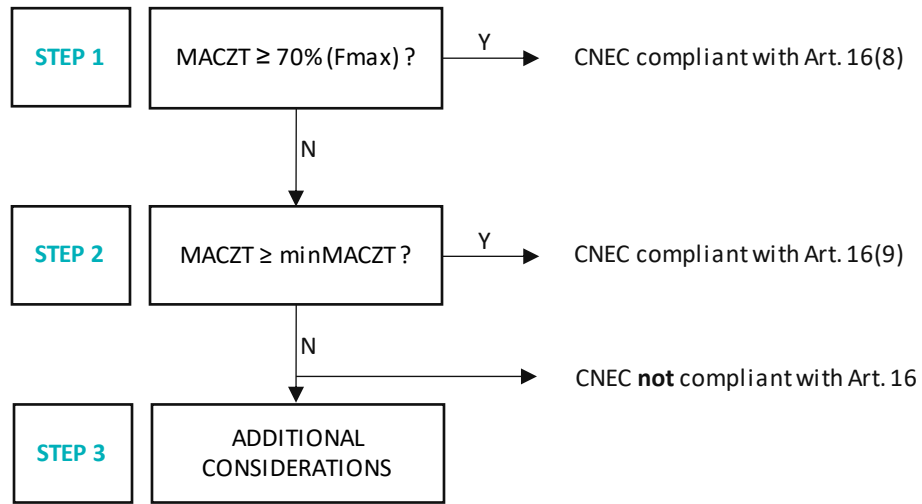 STEP 1
MACZT ≥ 70% (Fmax) ?
Y
CNEC compliant with Art. 16(8)
N
STEP 2
MACZT ≥ minMACZT ?
Y
CNEC compliant with Art. 16(9)
N
CNEC not compliant with Art. 16
STEP 3
ADDITIONAL
CONSIDERATIONS